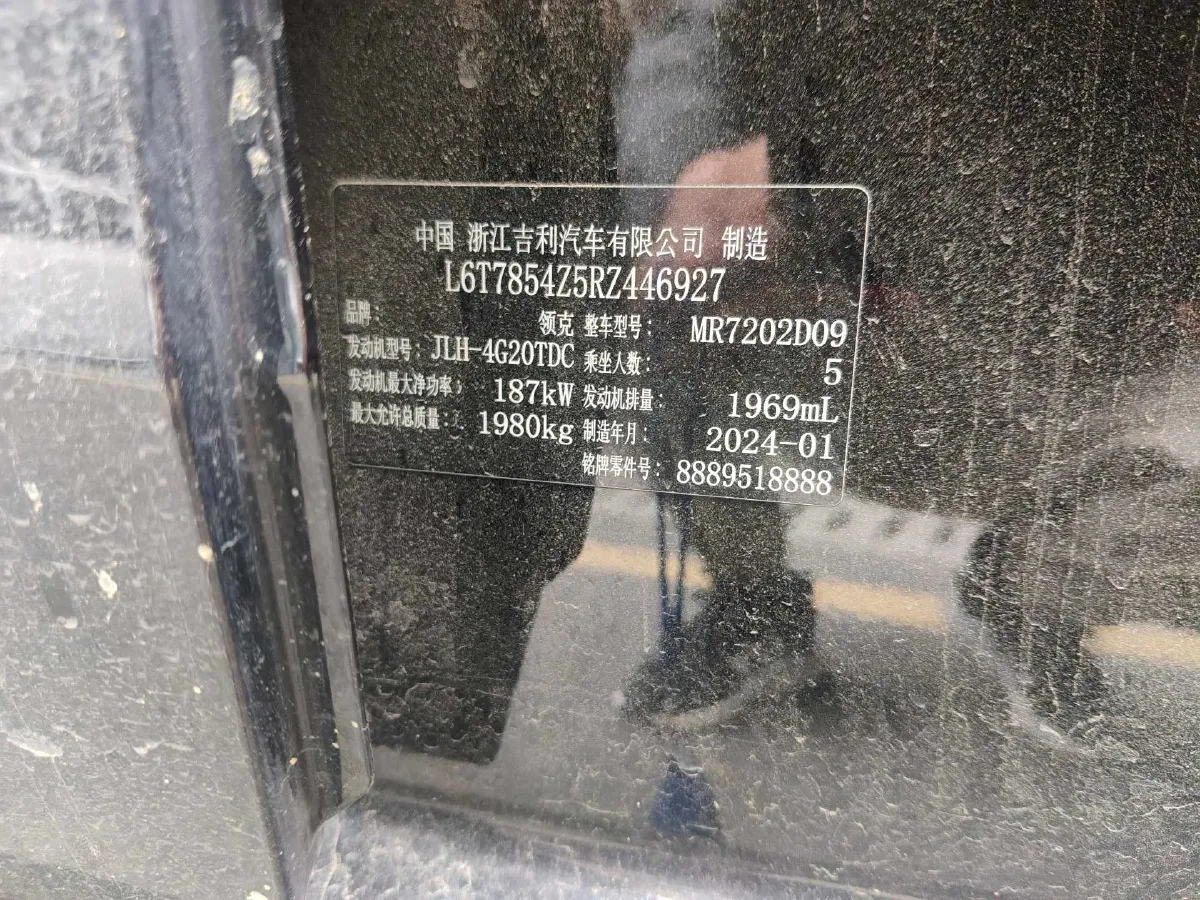 中国 浙江吉利汽车有限公司 制造
L6T7854Z5RZ446927
品牌: 领克 整车型号: MR7202D09
发动机型号: JLH-4G20TDC 乘坐人数: 5
发动机最大净功率: 187kW 发动机排量: 1969mL
最大允许总质量: 1980kg 制造年月: 2024-01
铭牌零件号: 8889518888